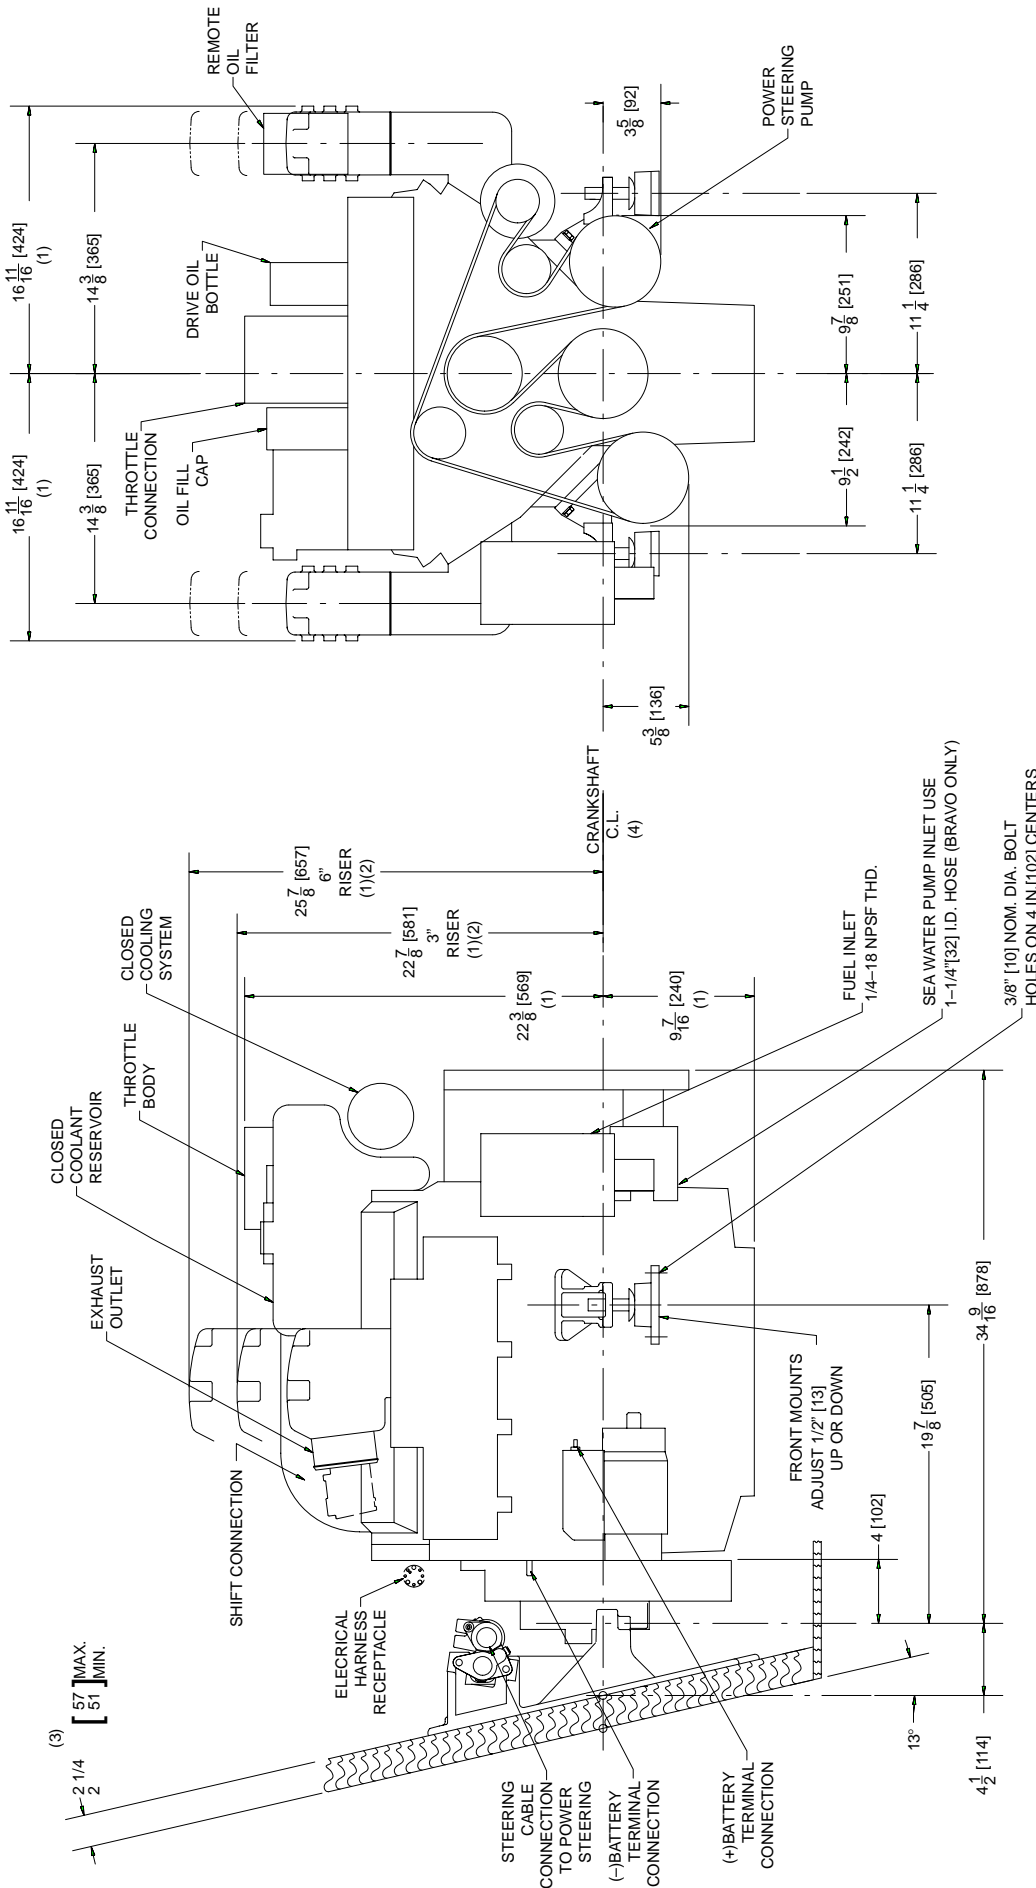 2 1/4
2
(3)
[ 57 ] MAX.
[ 51 ] MIN.
SHIFT CONNECTION
EXHAUST
OUTLET
CLOSED
COOLANT
RESERVOIR
THROTTLE
BODY
CLOSED
COOLING
SYSTEM
ELECTRICAL
HARNESS
RECEPTACLE
25 7/8 [657]
6"
RISER
(1)(2)
22 7/8 [581]
3"
RISER
(1)(2)
22 3/8 [569]
(1)
9 7/16 [240]
(1)
CRANKSHAFT
C.L.
(4)
STEERING
CABLE
CONNECTION
TO POWER
STEERING
(–)BATTERY
TERMINAL
CONNECTION
(+)BATTERY
TERMINAL
CONNECTION
FRONT MOUNTS
ADJUST 1/2" [13]
UP OR DOWN
FUEL INLET
1/4–18 NPSF THD.
SEA WATER PUMP INLET USE
1–1/4"[32] I.D. HOSE (BRAVO ONLY)
3/8" [10] NOM. DIA. BOLT
HOLES ON 4 IN [102] CENTERS
13°
4 1/2 [114]
4 [102]
19 7/8 [505]
34 9/16 [878]
16 11/16 [424]
(1)
16 11/16 [424]
(1)
14 3/8 [365]
14 3/8 [365]
THROTTLE
CONNECTION
OIL FILL
CAP
DRIVE OIL
BOTTLE
REMOTE
OIL
FILTER
5 3/8 [136]
3 5/8 [92]
POWER
STEERING
PUMP
9 1/2 [242]
9 7/8 [251]
11 1/4 [286]
11 1/4 [286]